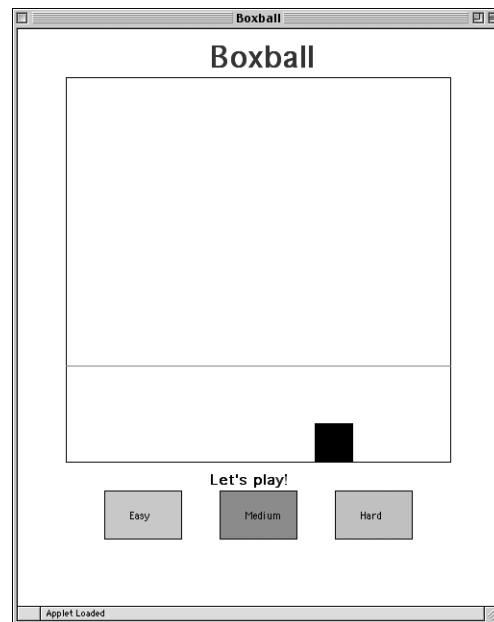 Boxball
Boxball
Let's play!
Easy Medium Hard
Applet Loaded